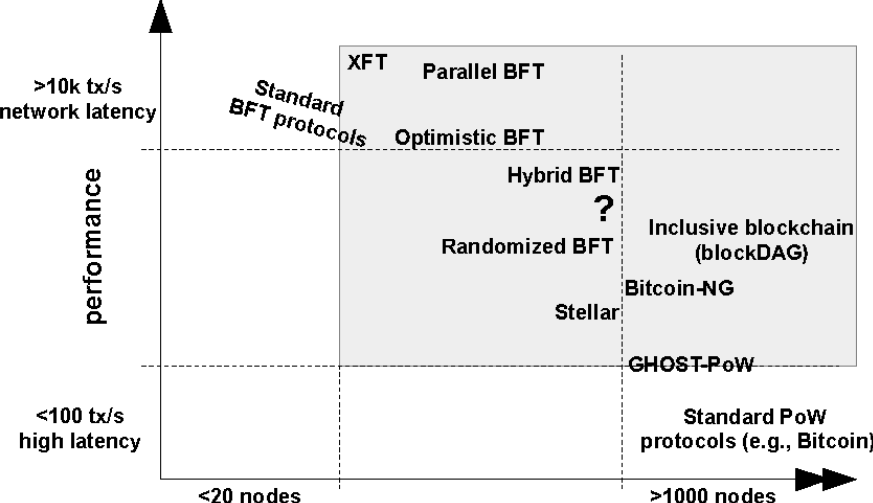 XFT
Parallel BFT
>10k tx/s
network latency
Standard
BFT protocols
Optimistic BFT
Hybrid BFT
?
performance
Randomized BFT
Inclusive blockchain
(blockDAG)
Bitcoin-NG
Stellar
GHOST-PoW
<100 tx/s
high latency
Standard PoW
protocols (e.g., Bitcoin)
<20 nodes
>1000 nodes